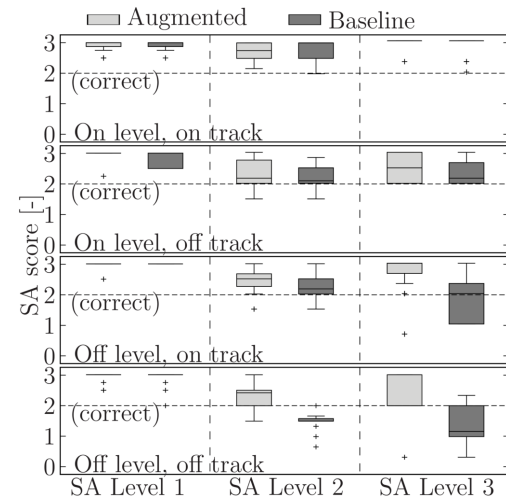 Augmented Baseline
SA score [-]
3
2
1
0
(correct)
On level, on track
3
2
1
0
(correct)
On level, off track
3
2
1
0
(correct)
Off level, on track
3
2
1
0
(correct)
Off level, off track
SA Level 1 SA Level 2 SA Level 3